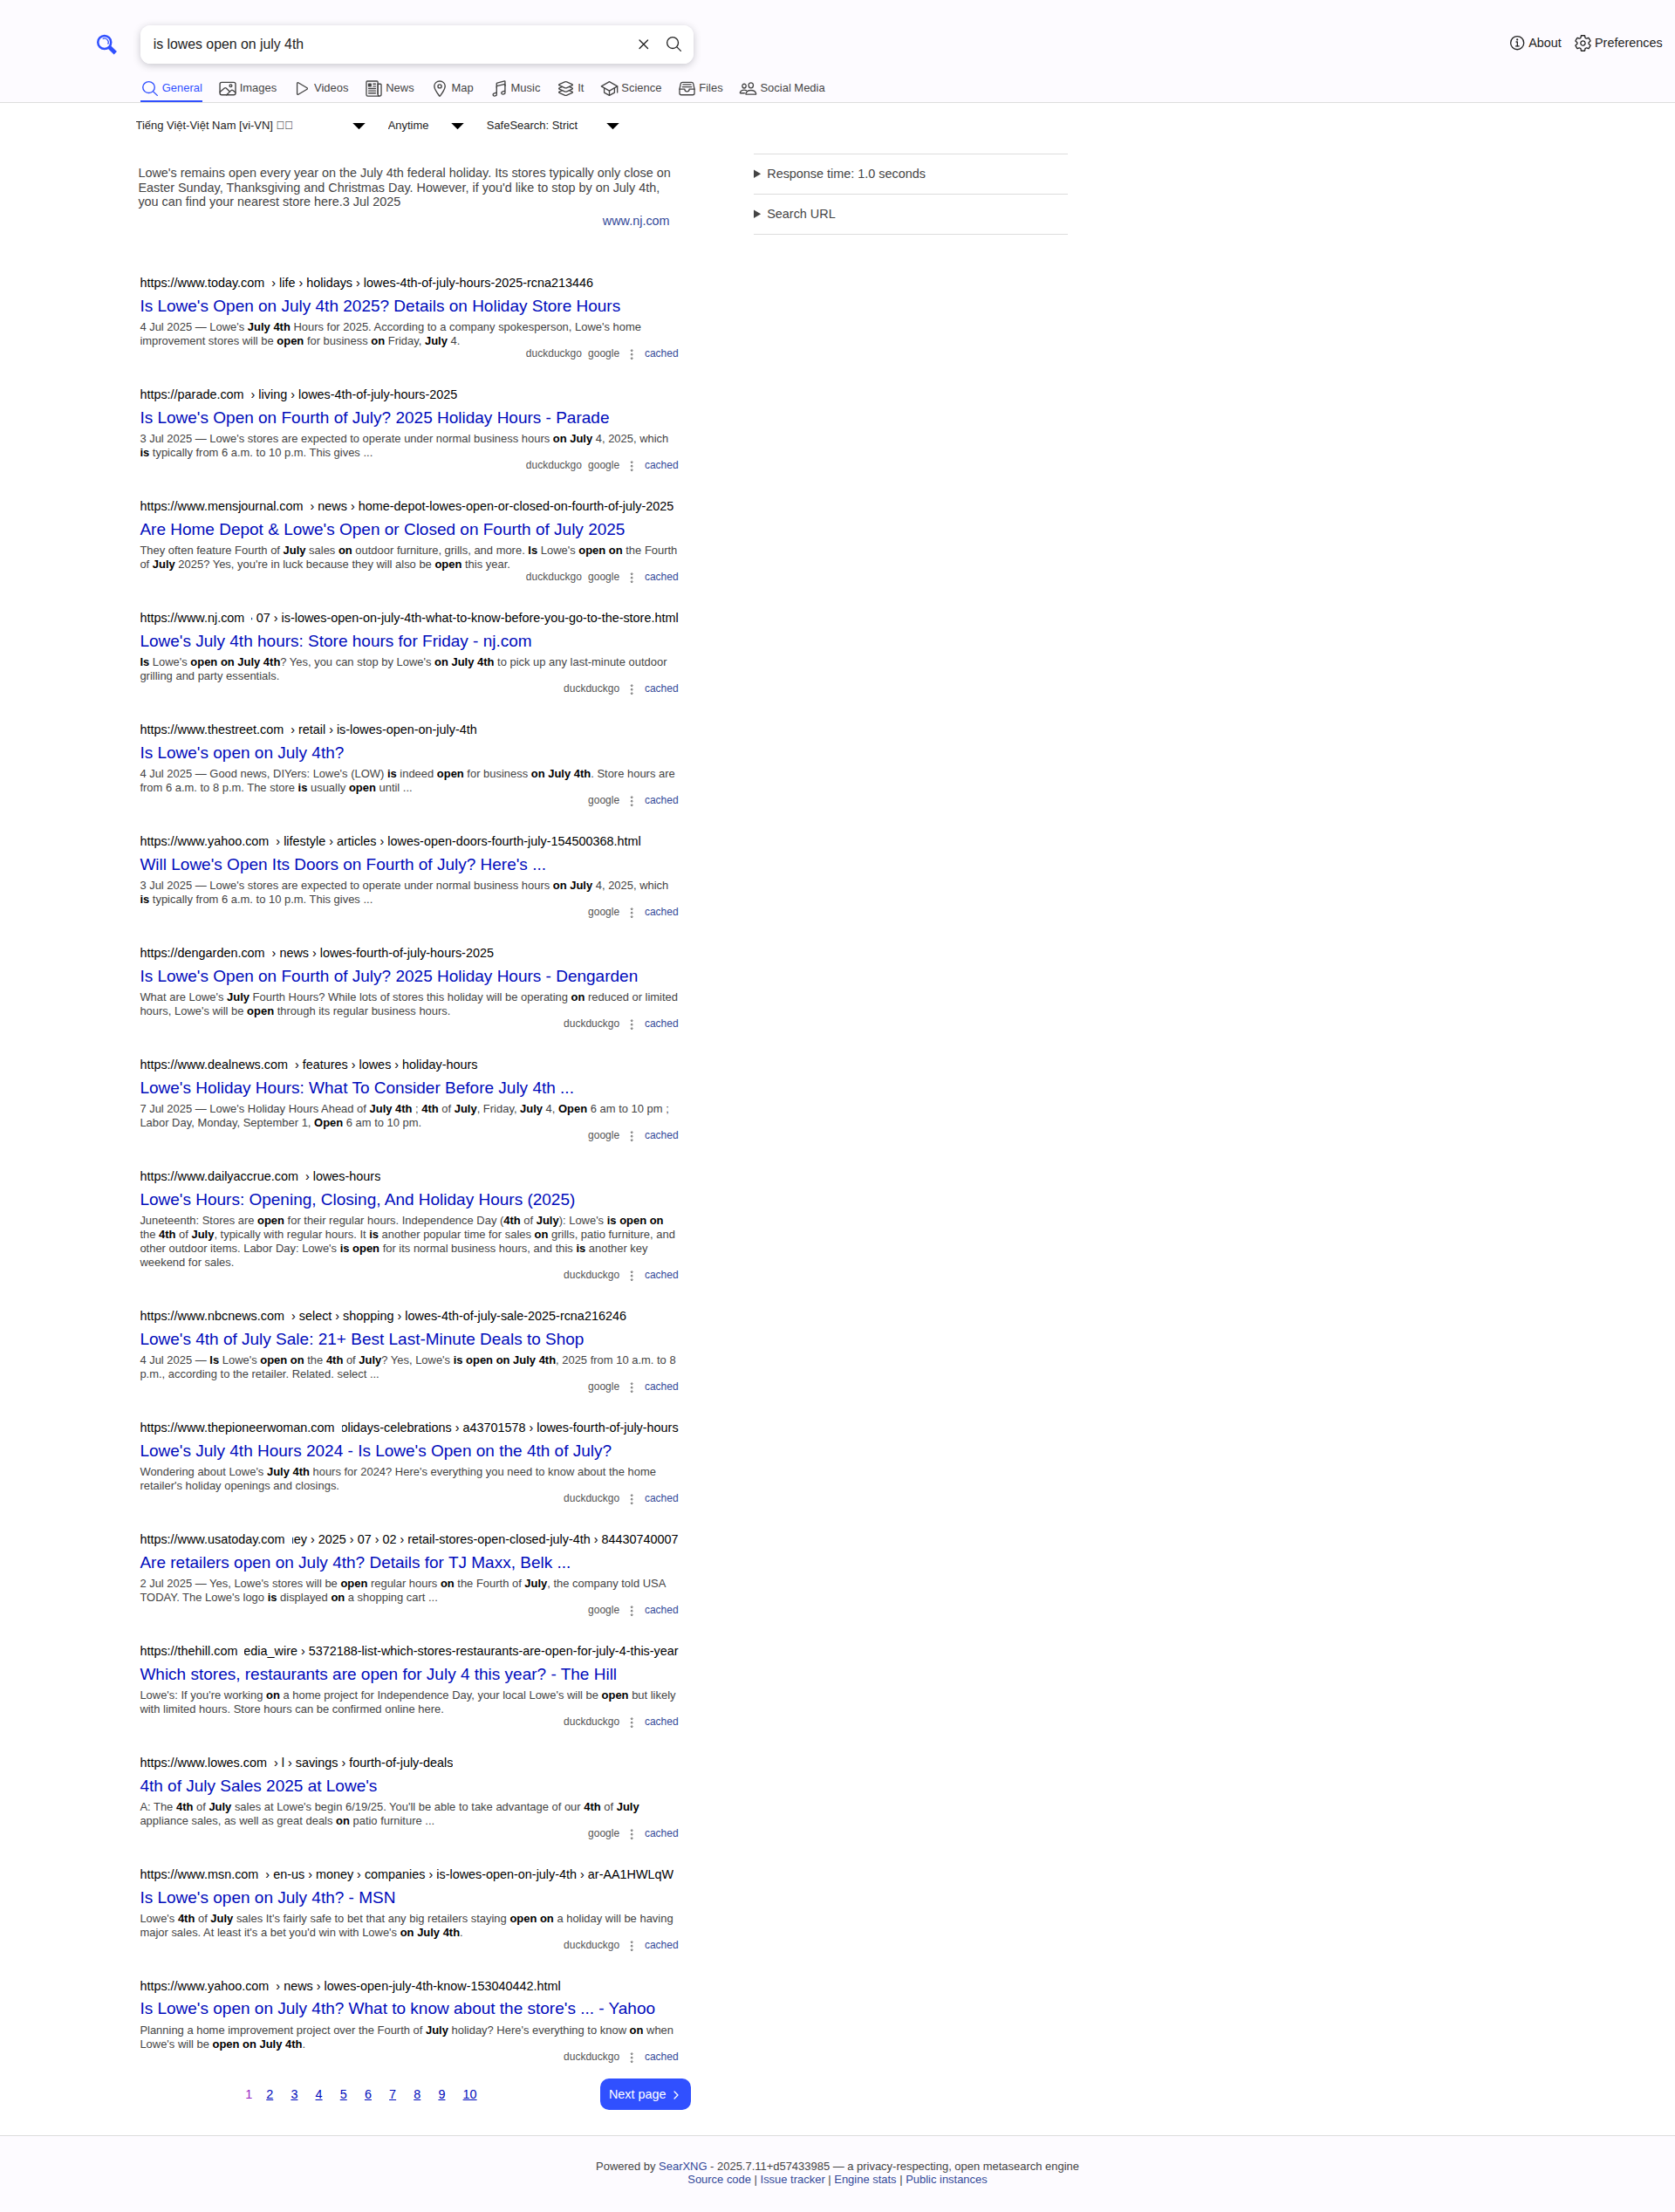 is lowes open on july 4th
About
Preferences
General
Images
Videos
News
Map
Music
It
Science
Files
Social Media
Tiếng Việt-Việt Nam [vi-VN]
Anytime
SafeSearch: Strict
Lowe's remains open every year on the July 4th federal holiday. Its stores typically only close on
Easter Sunday, Thanksgiving and Christmas Day. However, if you'd like to stop by on July 4th,
you can find your nearest store here.3 Jul 2025
www.nj.com
Response time: 1.0 seconds
Search URL
https://www.today.com › life › holidays › lowes-4th-of-july-hours-2025-rcna213446
Is Lowe's Open on July 4th 2025? Details on Holiday Store Hours
4 Jul 2025 — Lowe's July 4th Hours for 2025. According to a company spokesperson, Lowe's home
improvement stores will be open for business on Friday, July 4.
duckduckgo google cached
https://parade.com › living › lowes-4th-of-july-hours-2025
Is Lowe's Open on Fourth of July? 2025 Holiday Hours - Parade
3 Jul 2025 — Lowe's stores are expected to operate under normal business hours on July 4, 2025, which
is typically from 6 a.m. to 10 p.m. This gives ...
duckduckgo google cached
https://www.mensjournal.com › news › home-depot-lowes-open-or-closed-on-fourth-of-july-2025
Are Home Depot & Lowe's Open or Closed on Fourth of July 2025
They often feature Fourth of July sales on outdoor furniture, grills, and more. Is Lowe's open on the Fourth
of July 2025? Yes, you're in luck because they will also be open this year.
duckduckgo google cached
https://www.nj.com › 07 › is-lowes-open-on-july-4th-what-to-know-before-you-go-to-the-store.html
Lowe's July 4th hours: Store hours for Friday - nj.com
Is Lowe's open on July 4th? Yes, you can stop by Lowe's on July 4th to pick up any last-minute outdoor
grilling and party essentials.
duckduckgo cached
https://www.thestreet.com › retail › is-lowes-open-on-july-4th
Is Lowe's open on July 4th?
4 Jul 2025 — Good news, DIYers: Lowe's (LOW) is indeed open for business on July 4th. Store hours are
from 6 a.m. to 8 p.m. The store is usually open until ...
google cached
https://www.yahoo.com › lifestyle › articles › lowes-open-doors-fourth-july-154500368.html
Will Lowe's Open Its Doors on Fourth of July? Here's ...
3 Jul 2025 — Lowe's stores are expected to operate under normal business hours on July 4, 2025, which
is typically from 6 a.m. to 10 p.m. This gives ...
google cached
https://dengarden.com › news › lowes-fourth-of-july-hours-2025
Is Lowe's Open on Fourth of July? 2025 Holiday Hours - Dengarden
What are Lowe's July Fourth Hours? While lots of stores this holiday will be operating on reduced or limited
hours, Lowe's will be open through its regular business hours.
duckduckgo cached
https://www.dealnews.com › features › lowes › holiday-hours
Lowe's Holiday Hours: What To Consider Before July 4th ...
7 Jul 2025 — Lowe's Holiday Hours Ahead of July 4th ; 4th of July, Friday, July 4, Open 6 am to 10 pm ;
Labor Day, Monday, September 1, Open 6 am to 10 pm.
google cached
https://www.dailyaccrue.com › lowes-hours
Lowe's Hours: Opening, Closing, And Holiday Hours (2025)
Juneteenth: Stores are open for their regular hours. Independence Day (4th of July): Lowe's is open on
the 4th of July, typically with regular hours. It is another popular time for sales on grills, patio furniture, and
other outdoor items. Labor Day: Lowe's is open for its normal business hours, and this is another key
weekend for sales.
duckduckgo cached
https://www.nbcnews.com › select › shopping › lowes-4th-of-july-sale-2025-rcna216246
Lowe's 4th of July Sale: 21+ Best Last-Minute Deals to Shop
4 Jul 2025 — Is Lowe's open on the 4th of July? Yes, Lowe's is open on July 4th, 2025 from 10 a.m. to 8
p.m., according to the retailer. Related. select ...
google cached
https://www.thepioneerwoman.com olidays-celebrations › a43701578 › lowes-fourth-of-july-hours
Lowe's July 4th Hours 2024 - Is Lowe's Open on the 4th of July?
Wondering about Lowe's July 4th hours for 2024? Here's everything you need to know about the home
retailer's holiday openings and closings.
duckduckgo cached
https://www.usatoday.com ey › 2025 › 07 › 02 › retail-stores-open-closed-july-4th › 84430740007
Are retailers open on July 4th? Details for TJ Maxx, Belk ...
2 Jul 2025 — Yes, Lowe's stores will be open regular hours on the Fourth of July, the company told USA
TODAY. The Lowe's logo is displayed on a shopping cart ...
google cached
https://thehill.com edia_wire › 5372188-list-which-stores-restaurants-are-open-for-july-4-this-year
Which stores, restaurants are open for July 4 this year? - The Hill
Lowe's: If you're working on a home project for Independence Day, your local Lowe's will be open but likely
with limited hours. Store hours can be confirmed online here.
duckduckgo cached
https://www.lowes.com › l › savings › fourth-of-july-deals
4th of July Sales 2025 at Lowe's
A: The 4th of July sales at Lowe's begin 6/19/25. You'll be able to take advantage of our 4th of July
appliance sales, as well as great deals on patio furniture ...
google cached
https://www.msn.com › en-us › money › companies › is-lowes-open-on-july-4th › ar-AA1HWLqW
Is Lowe's open on July 4th? - MSN
Lowe's 4th of July sales It's fairly safe to bet that any big retailers staying open on a holiday will be having
major sales. At least it's a bet you'd win with Lowe's on July 4th.
duckduckgo cached
https://www.yahoo.com › news › lowes-open-july-4th-know-153040442.html
Is Lowe's open on July 4th? What to know about the store's ... - Yahoo
Planning a home improvement project over the Fourth of July holiday? Here's everything to know on when
Lowe's will be open on July 4th.
duckduckgo cached
1 2 3 4 5 6 7 8 9 10
Next page
Powered by SearXNG - 2025.7.11+d57433985 — a privacy-respecting, open metasearch engine
Source code | Issue tracker | Engine stats | Public instances